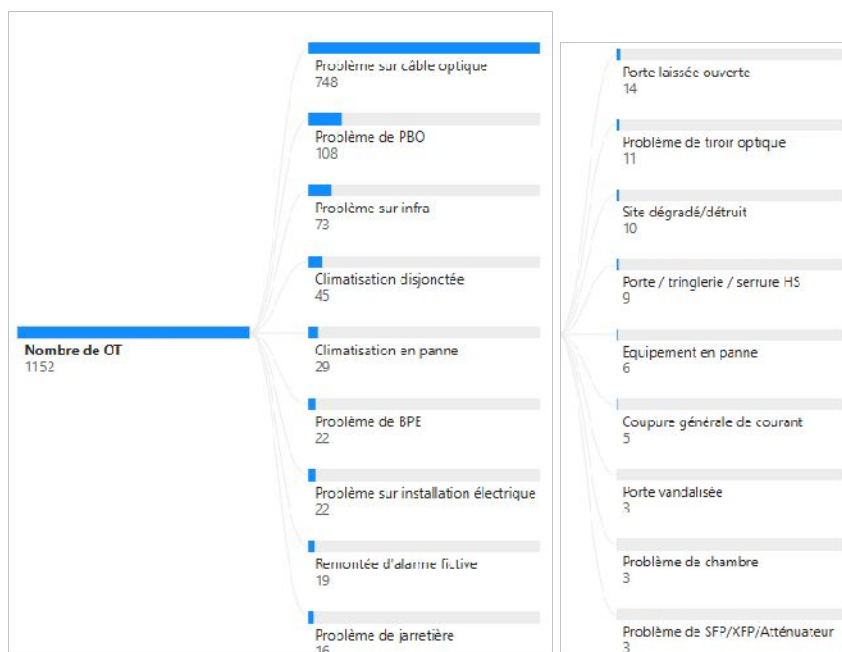 Problème sur câble optique
748
Problème de PBO
108
Problème sur infra
73
Climatisation disjonctée
45
Nombre de OT
1152
Climatisation en panne
29
Problème de BPE
22
Problème sur installation électrique
22
Remontée d'alarme fictive
19
Problème de jarretière
16
Porte laissée ouverte
14
Problème de tiroir optique
11
Site dégradé/détruit
10
Porte / tringlerie / serrure HS
9
Equipement en panne
6
Coupure générale de courant
5
Porte vandalisée
3
Problème de chambre
3
Problème de SFP/XFP/Atténuateur
3